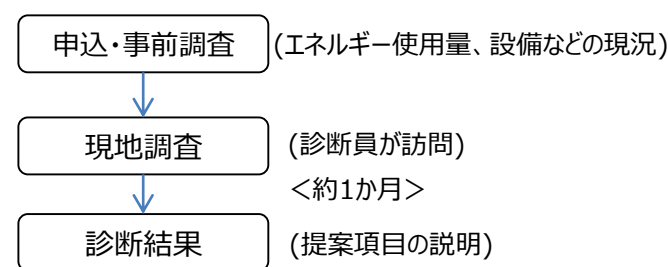 申込・事前調査 (エネルギー使用量、設備などの現況)
現地調査 (診断員が訪問)
＜約1か月＞
診断結果 (提案項目の説明)